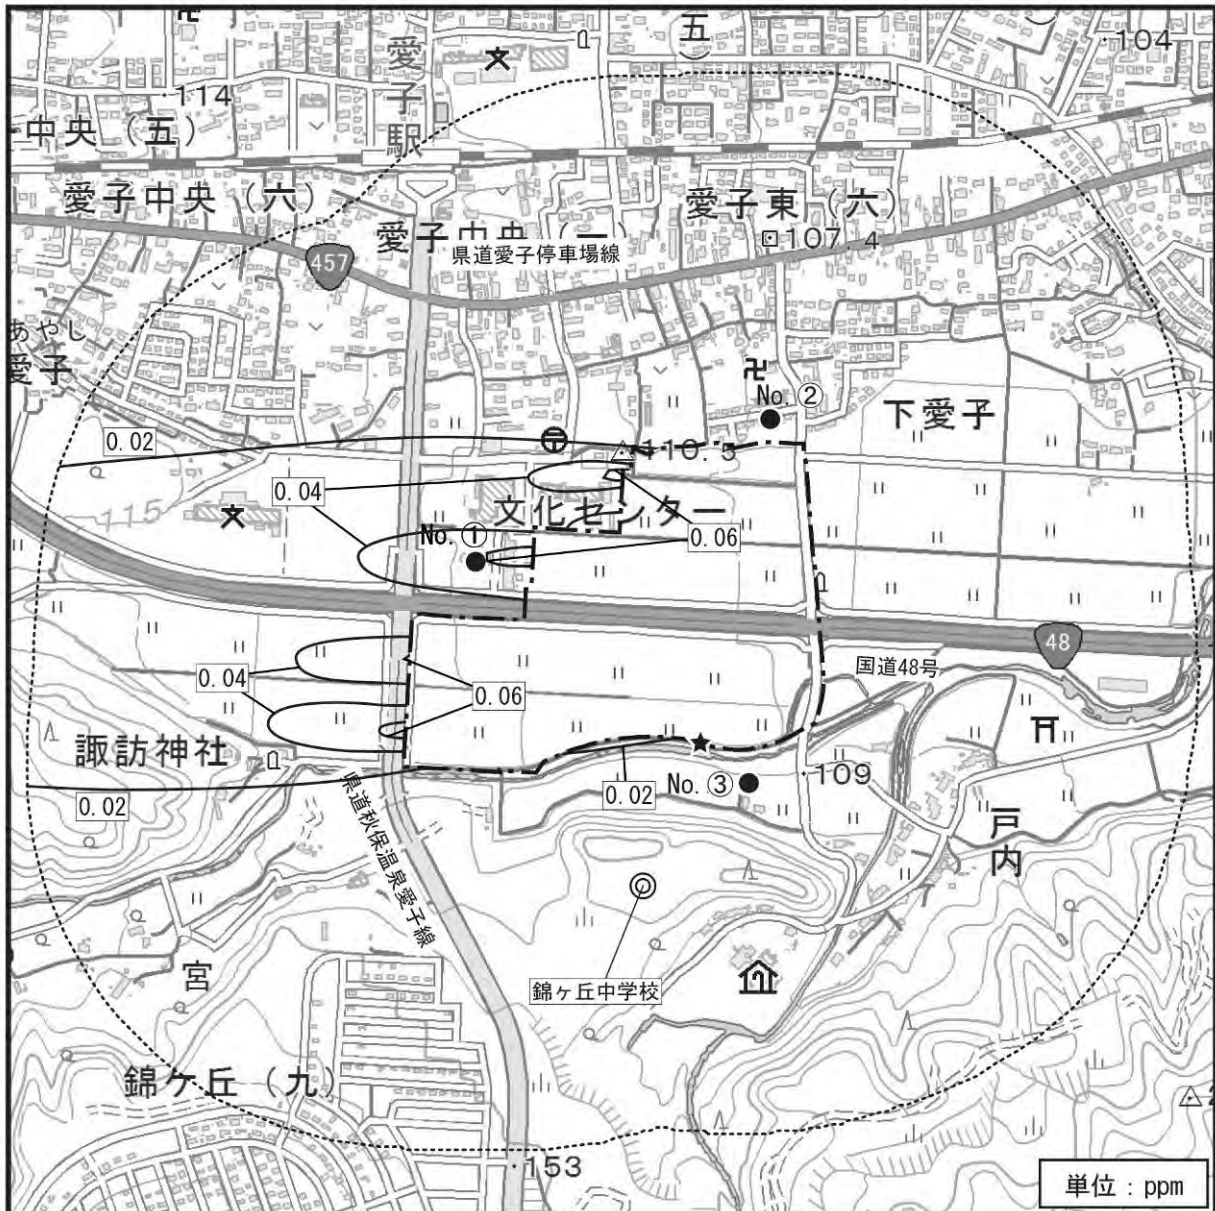 五
104
愛子駅
114
中央（五）
愛子中央（六）
愛子東（六）
愛子中央（一）
107.4
県道愛子停車場線
457
あやし
愛子
No.②
下愛子
0.02
110.5
0.04
115
文化センター
No.①
0.06
48
国道48号
0.04
0.06
諏訪神社
0.02
0.02
No.③
109
県道秋保温泉愛子線
戸内
宮
錦ヶ丘中学校
錦ケ丘（九）
153
単位：ppm